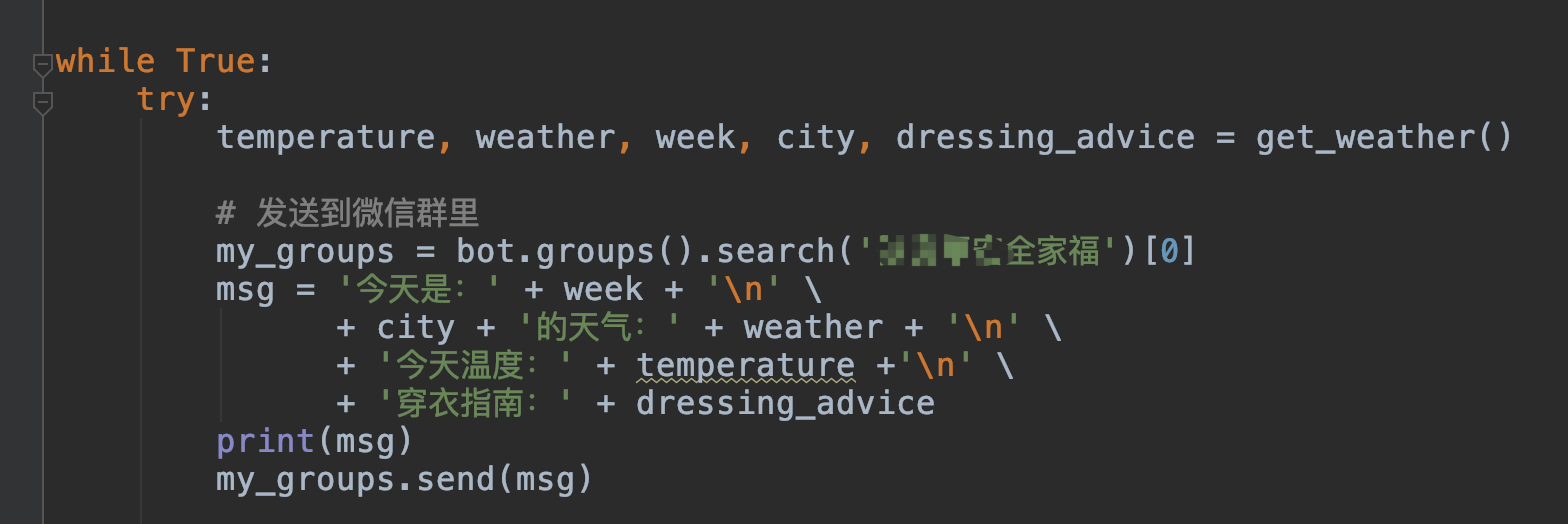 while True:
    try:
        temperature, weather, week, city, dressing_advice = get_weather()
        # 发送到微信群里
        my_groups = bot.groups().search('全家福')[0]
        msg = '今天是：' + week + '\n' \
              + city + '的天气：' + weather + '\n' \
              + '今天温度：' + temperature +'\n' \
              + '穿衣指南：' + dressing_advice
        print(msg)
        my_groups.send(msg)